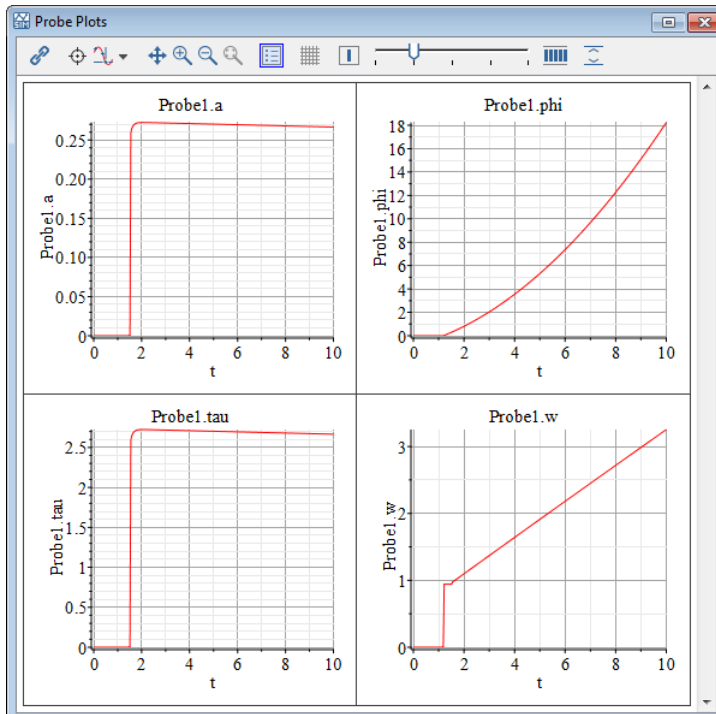 Probe Plots
SIM
Probe1.a
Probe1.a
0.25
0.20
0.15
0.10
0.05
0
0 2 4 6 8 10
t
Probe1.phi
Probe1.phi
18
16
14
12
10
8
6
4
2
0
0 2 4 6 8 10
t
Probe1.tau
Probe1.tau
2.5
2
1.5
1
0.5
0
0 2 4 6 8 10
t
Probe1.w
Probe1.w
3
2
1
0
0 2 4 6 8 10
t